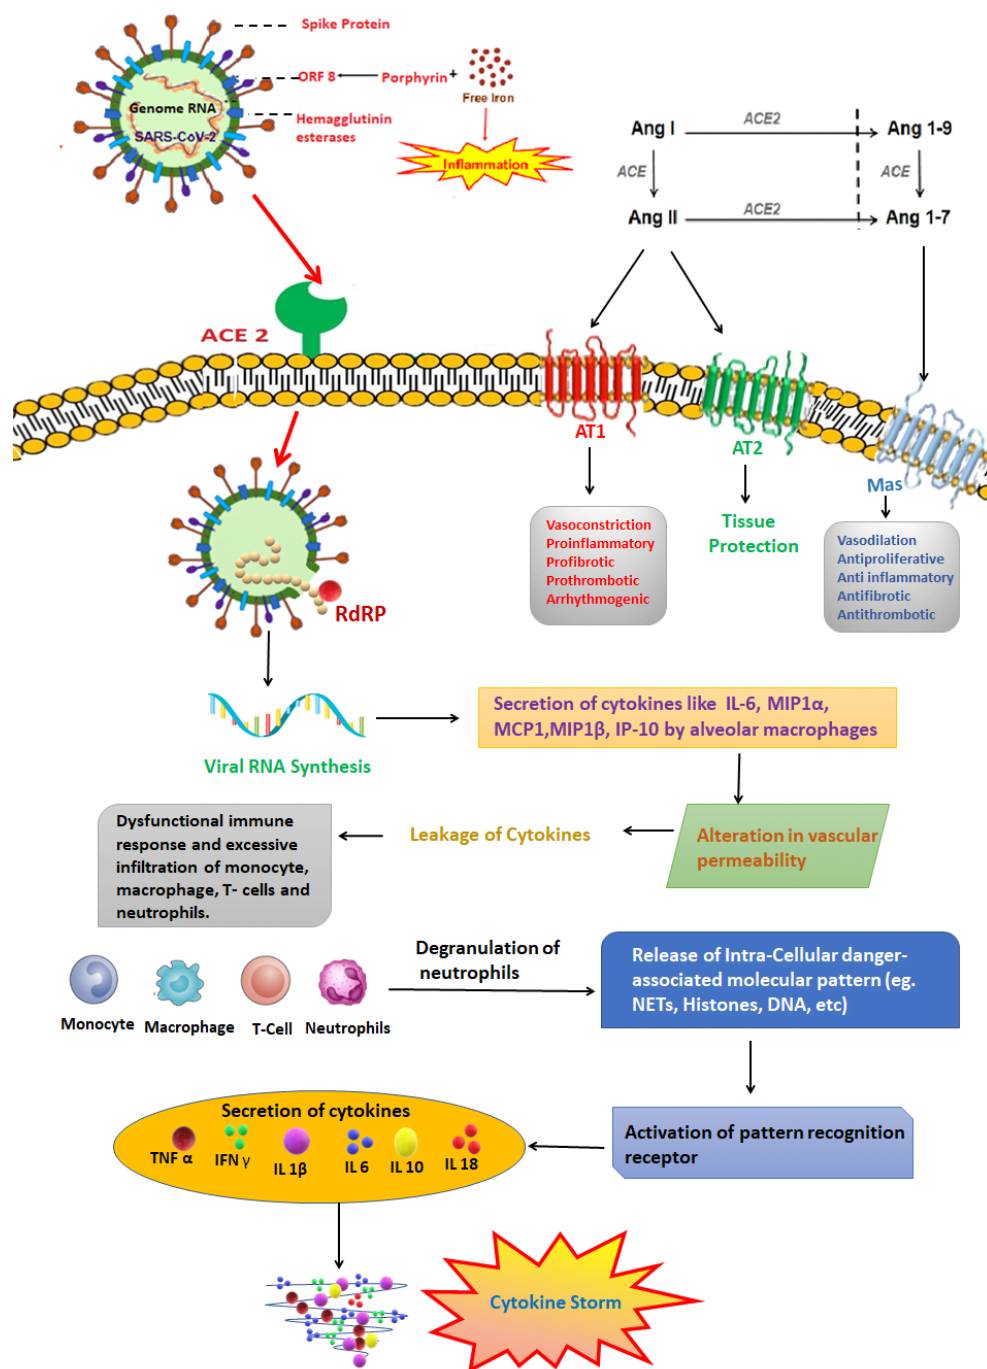 Spike Protein
ORF 8
Porphyrin
+
Free Iron
Genome RNA
SARS-CoV-2
Hemagglutinin
esterases
Inflammation
Ang I
ACE2
Ang 1-9
ACE
ACE
Ang II
ACE2
Ang 1-7
ACE 2
AT1
AT2
Mas
Vasoconstriction
Proinflammatory
Profibrotic
Prothrombotic
Arrhythmogenic
Tissue
Protection
Vasodilation
Antiproliferative
Anti inflammatory
Antifibrotic
Antithrombotic
RdRP
Viral RNA Synthesis
Secretion of cytokines like IL-6, MIP1α,
MCP1,MIP1β, IP-10 by alveolar macrophages
Alteration in vascular
permeability
Leakage of Cytokines
Dysfunctional immune
response and excessive
infiltration of monocyte,
macrophage, T- cells and
neutrophils.
Monocyte
Macrophage
T-Cell
Neutrophils
Degranulation of
neutrophils
Release of Intra-Cellular danger-
associated molecular pattern (eg.
NETs, Histones, DNA, etc)
Activation of pattern recognition
receptor
Secretion of cytokines
TNF α
IFN γ
IL 1β
IL 6
IL 10
IL 18
Cytokine Storm